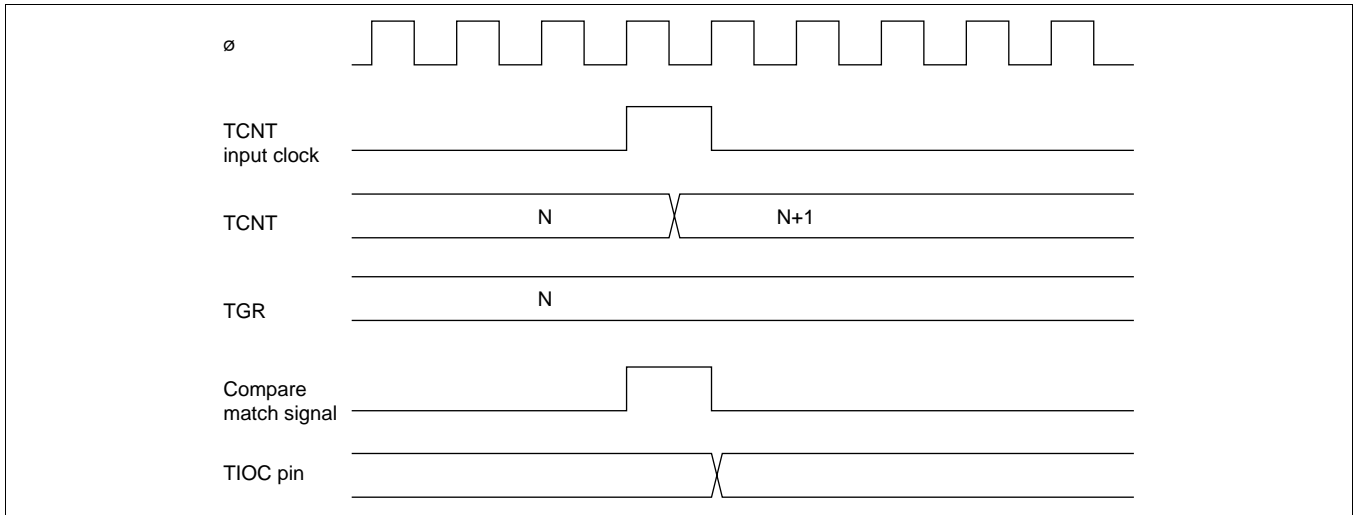 ø
TCNT
input clock
TCNT
N
N+1
TGR
N
Compare
match signal
TIOC pin